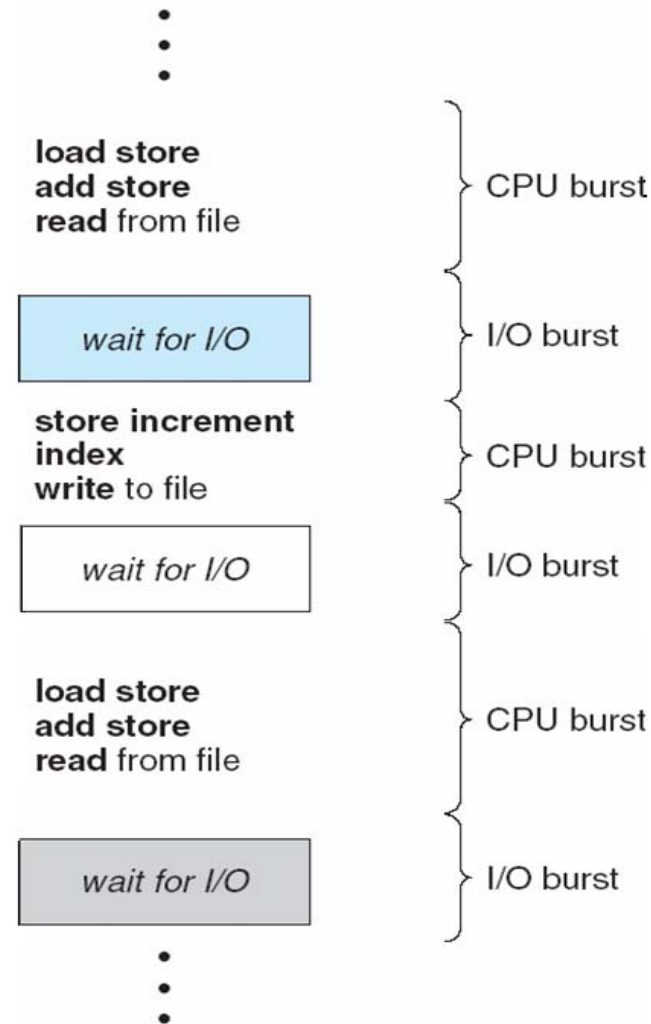 load store
add store
read from file
CPU burst
wait for I/O
I/O burst
store increment
index
write to file
CPU burst
wait for I/O
I/O burst
load store
add store
read from file
CPU burst
wait for I/O
I/O burst